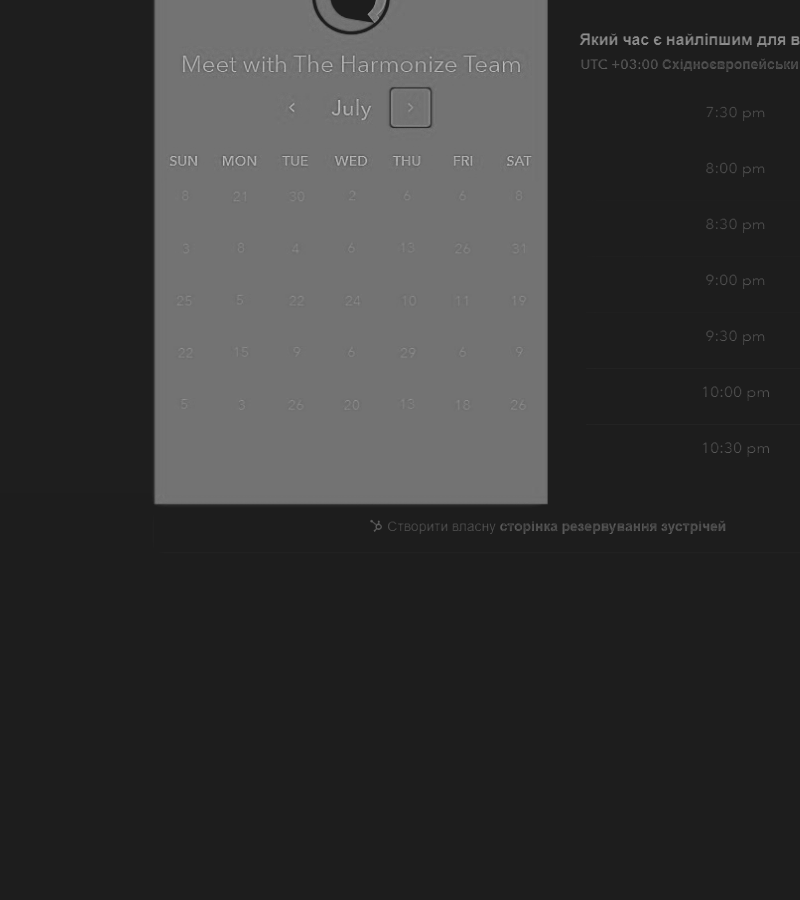 Meet with The Harmonize Team
July
SUN MON TUE WED THU FRI SAT
8 21 30 2 6 6 8
3 8 4 6 13 26 31
25 5 22 24 10 11 19
22 15 9 6 29 6 9
5 3 26 20 13 18 26
Який час є найліпшим для в
UTC +03:00 Східноєвропейськи
7:30 pm
8:00 pm
8:30 pm
9:00 pm
9:30 pm
10:00 pm
10:30 pm
Створити власну сторінка резервування зустрічей